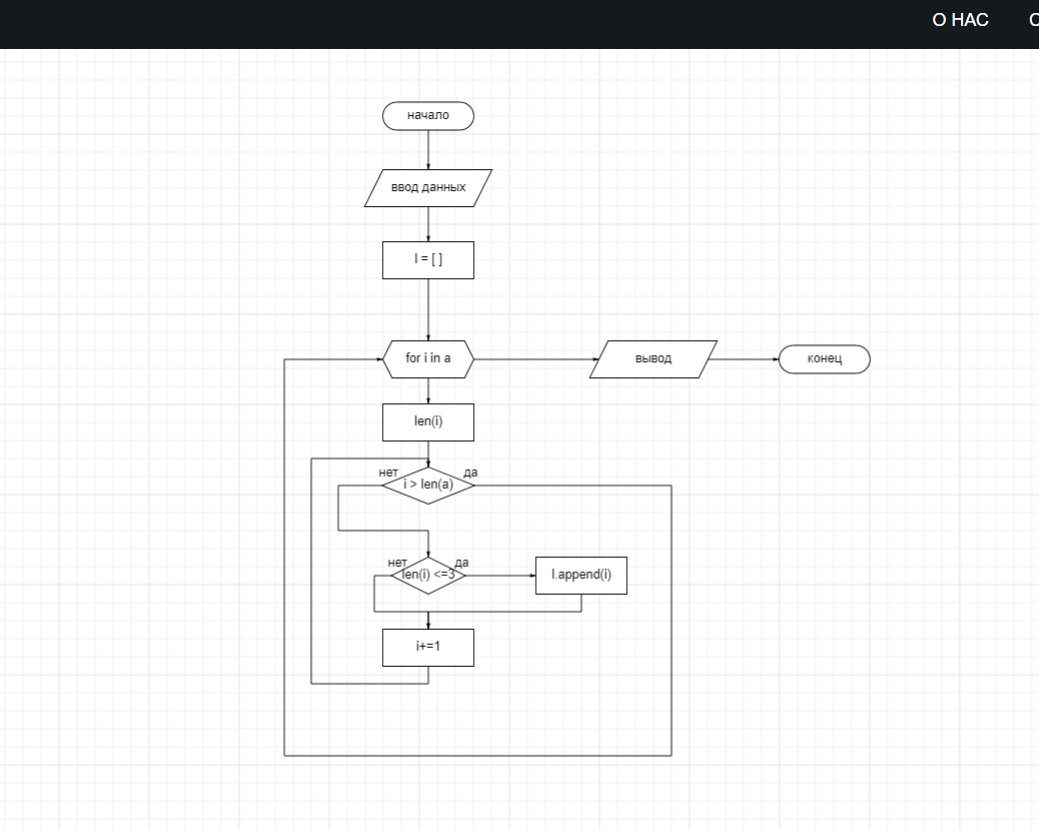 О НАС
начало
ввод данных
l = [ ]
for i in a
вывод
конец
len(i)
нет
да
i > len(a)
нет
да
len(i) <=3
l.append(i)
i+=1